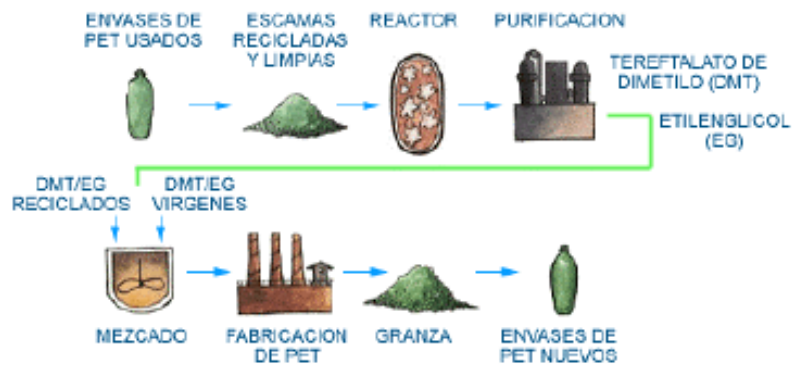 ENVASES DE
PET USADOS
ESCAMAS
RECICLADAS
Y LIMPIAS
REACTOR
PURIFICACION
TEREFTALATO DE
DIMETILO (DMT)
ETILENGLICOL
(EG)
DMT/EG
RECICLADOS
DMT/EG
VIRGENES
MEZCADO
FABRICACION
DE PET
GRANZA
ENVASES DE
PET NUEVOS